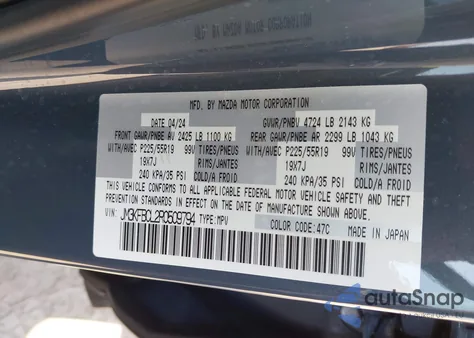 MFD. BY MAZDA MOTOR CORPORATION
DATE 04/24 GVWR/PNBV 4724 LB 2143 KG
FRONT GAWR/PNBE AV 2425 LB 1100 KG REAR GAWR/PNBE AR 2299 LB 1043 KG
WITH/AVEC P225/55R19 99V TIRES/PNEUS WITH/AVEC P225/55R19 99V TIRES/PNEUS
19X7J RIMS/JANTES 19X7J RIMS/JANTES
240 KPA/35 PSI COLD/A FROID 240 KPA/35 PSI COLD/A FROID
THIS VEHICLE CONFORMS TO ALL APPLICABLE FEDERAL MOTOR VEHICLE SAFETY AND THEFT PREVENTION
STANDARDS IN EFFECT ON THE DATE OF MANUFACTURE SHOWN ABOVE.
JM3KFBCL2R0509794 TYPE:MPV COLOR CODE:47C MADE IN JAPAN
autoSnap